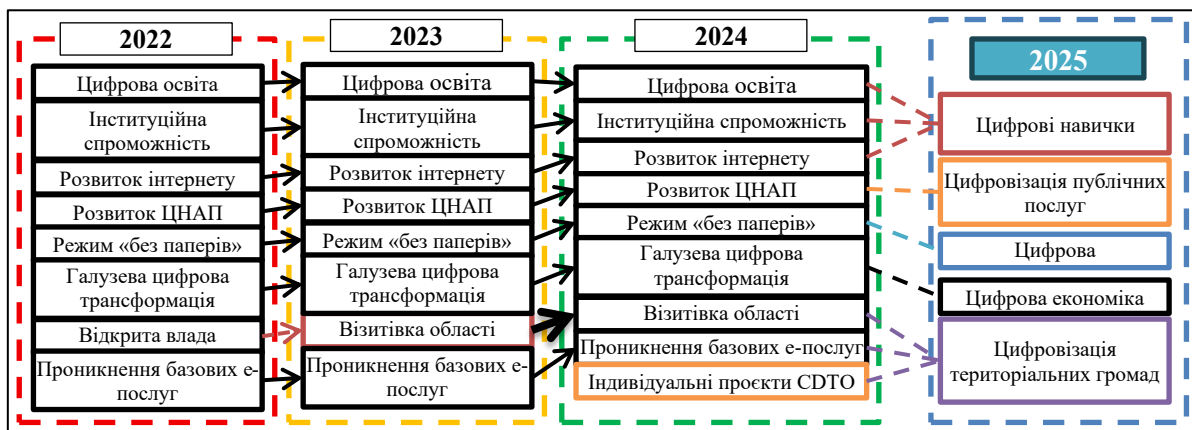 2022
Цифрова освіта
Інституційна
спроможність
Розвиток інтернету
Розвиток ЦНАП
Режим «без паперів»
Галузева цифрова
трансформація
Відкрита влада
Проникнення базових е-
послуг
2023
Цифрова освіта
Інституційна
спроможність
Розвиток інтернету
Розвиток ЦНАП
Режим «без паперів»
Галузева цифрова
трансформація
Візитівка області
Проникнення базових е-
послуг
2024
Цифрова освіта
Інституційна спроможність
Розвиток інтернету
Розвиток ЦНАП
Режим «без паперів»
Галузева цифрова
трансформація
Візитівка області
Проникнення базових е-послуг
Індивідуальні проєкти CDTO
2025
Цифрові навички
Цифровізація публічних
послуг
Цифрова
Цифрова економіка
Цифровізація
територіальних громад